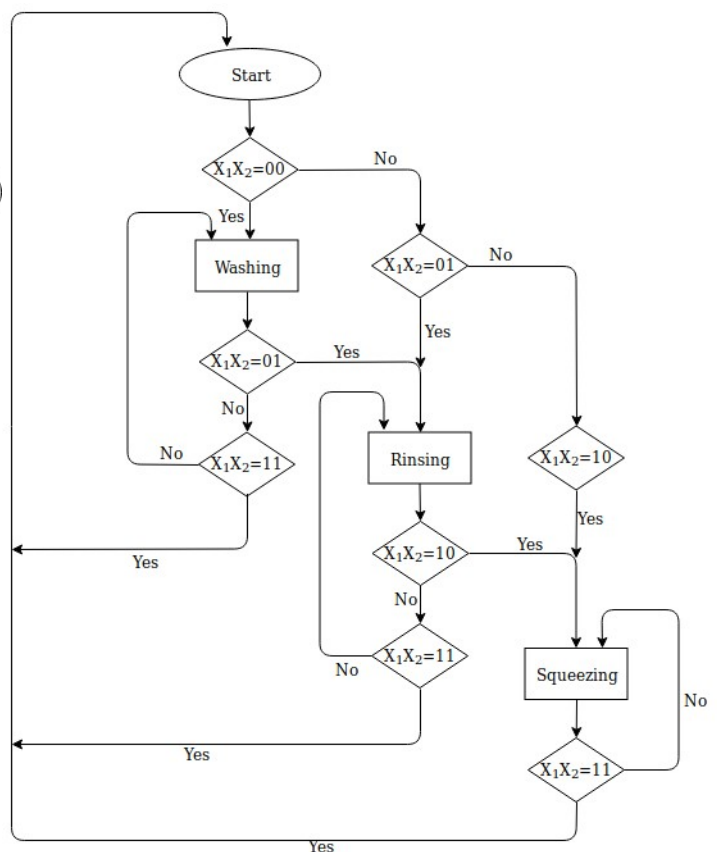 Start
X₁X₂=00
No
Yes
Washing
X₁X₂=01
No
Yes
X₁X₂=01
Yes
No
X₁X₂=11
No
Yes
Rinsing
X₁X₂=10
Yes
X₁X₂=10
Yes
No
X₁X₂=11
No
Yes
Squeezing
No
X₁X₂=11
Yes